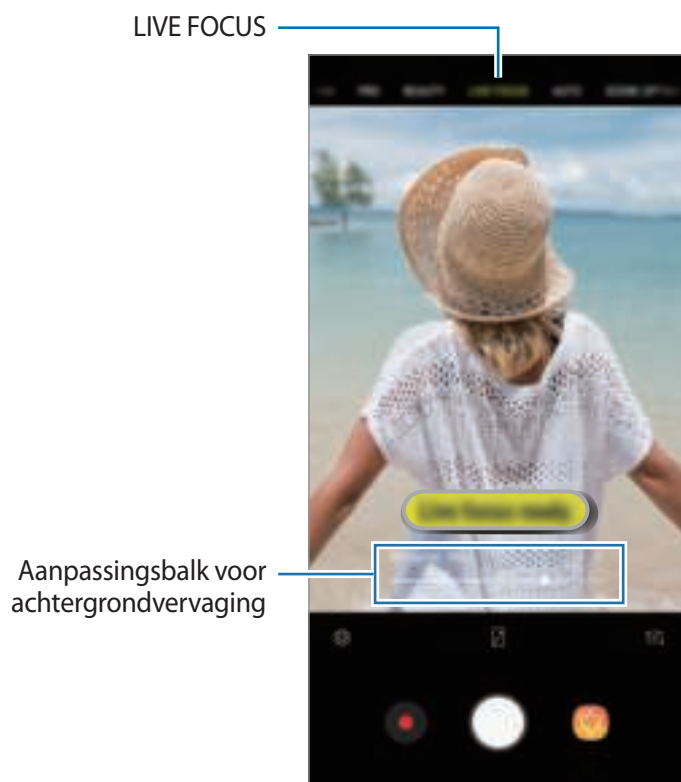 LIVE FOCUS
PRO BEAUTY LIVE FOCUS AUTO
Live focus ready
Aanpassingsbalk voor
achtergrondvervaging